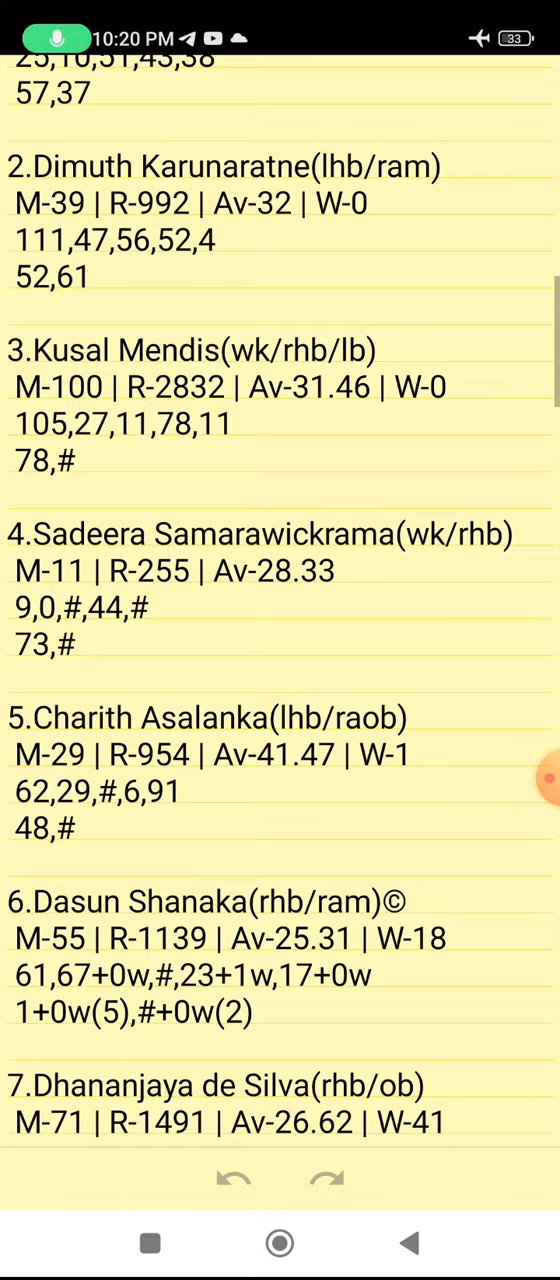 10:20 PM 33
25,10,51,43,38
57,37
2.Dimuth Karunaratne(lhb/ram)
M-39 | R-992 | Av-32 | W-0
111,47,56,52,4
52,61
3.Kusal Mendis(wk/rhb/lb)
M-100 | R-2832 | Av-31.46 | W-0
105,27,11,78,11
78,#
4.Sadeera Samarawickrama(wk/rhb)
M-11 | R-255 | Av-28.33
9,0,#,44,#
73,#
5.Charith Asalanka(lhb/raob)
M-29 | R-954 | Av-41.47 | W-1
62,29,#,6,91
48,#
6.Dasun Shanaka(rhb/ram)©
M-55 | R-1139 | Av-25.31 | W-18
61,67+0w,#,23+1w,17+0w
1+0w(5),#+0w(2)
7.Dhananjaya de Silva(rhb/ob)
M-71 | R-1491 | Av-26.62 | W-41